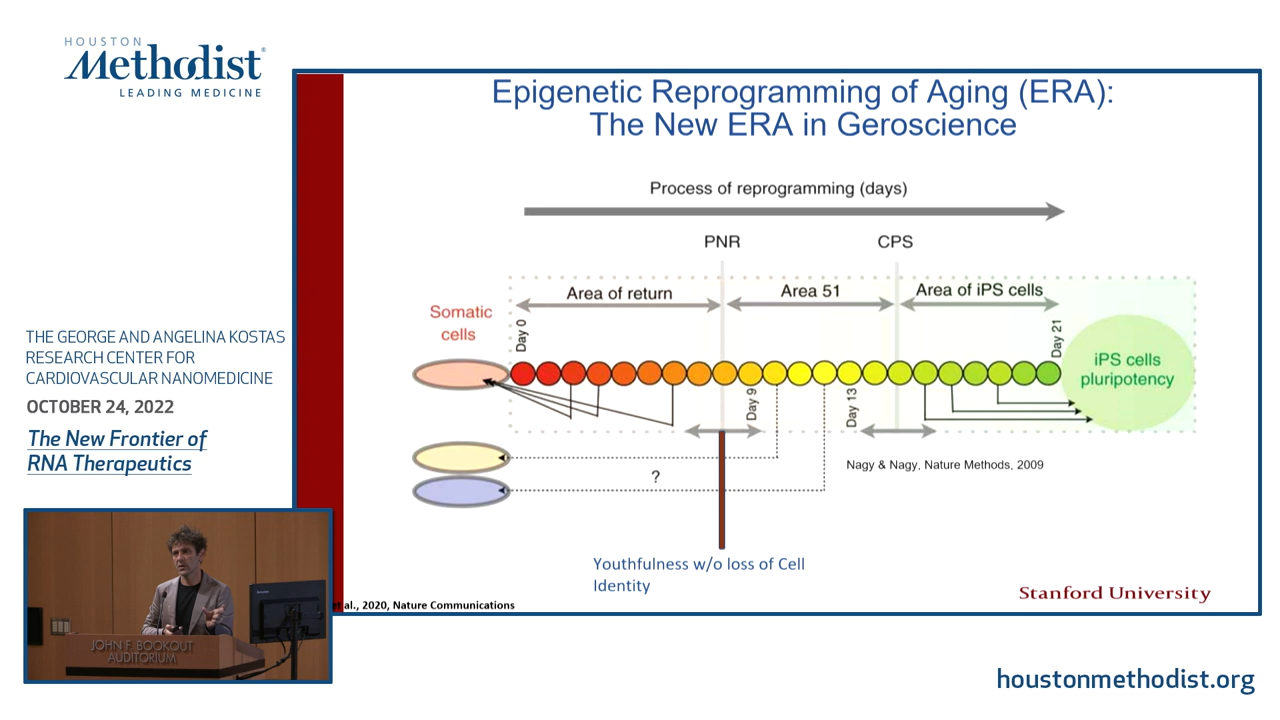 HOUSTON
Methodist®
LEADING MEDICINE
THE GEORGE AND ANGELINA KOSTAS
RESEARCH CENTER FOR
CARDIOVASCULAR NANOMEDICINE
OCTOBER 24, 2022
The New Frontier of
RNA Therapeutics
Epigenetic Reprogramming of Aging (ERA):
The New ERA in Geroscience
Process of reprogramming (days)
PNR
CPS
Area of return
Area 51
Area of iPS cells
Somatic
cells
Day 0
Day 21
iPS cells
pluripotency
Day 9
Day 13
?
Nagy & Nagy, Nature Methods, 2009
Youthfulness w/o loss of Cell
Identity
Stanford University
et al., 2020, Nature Communications
JOHN F. BOOKOUT
AUDITORIUM
houstonmethodist.org